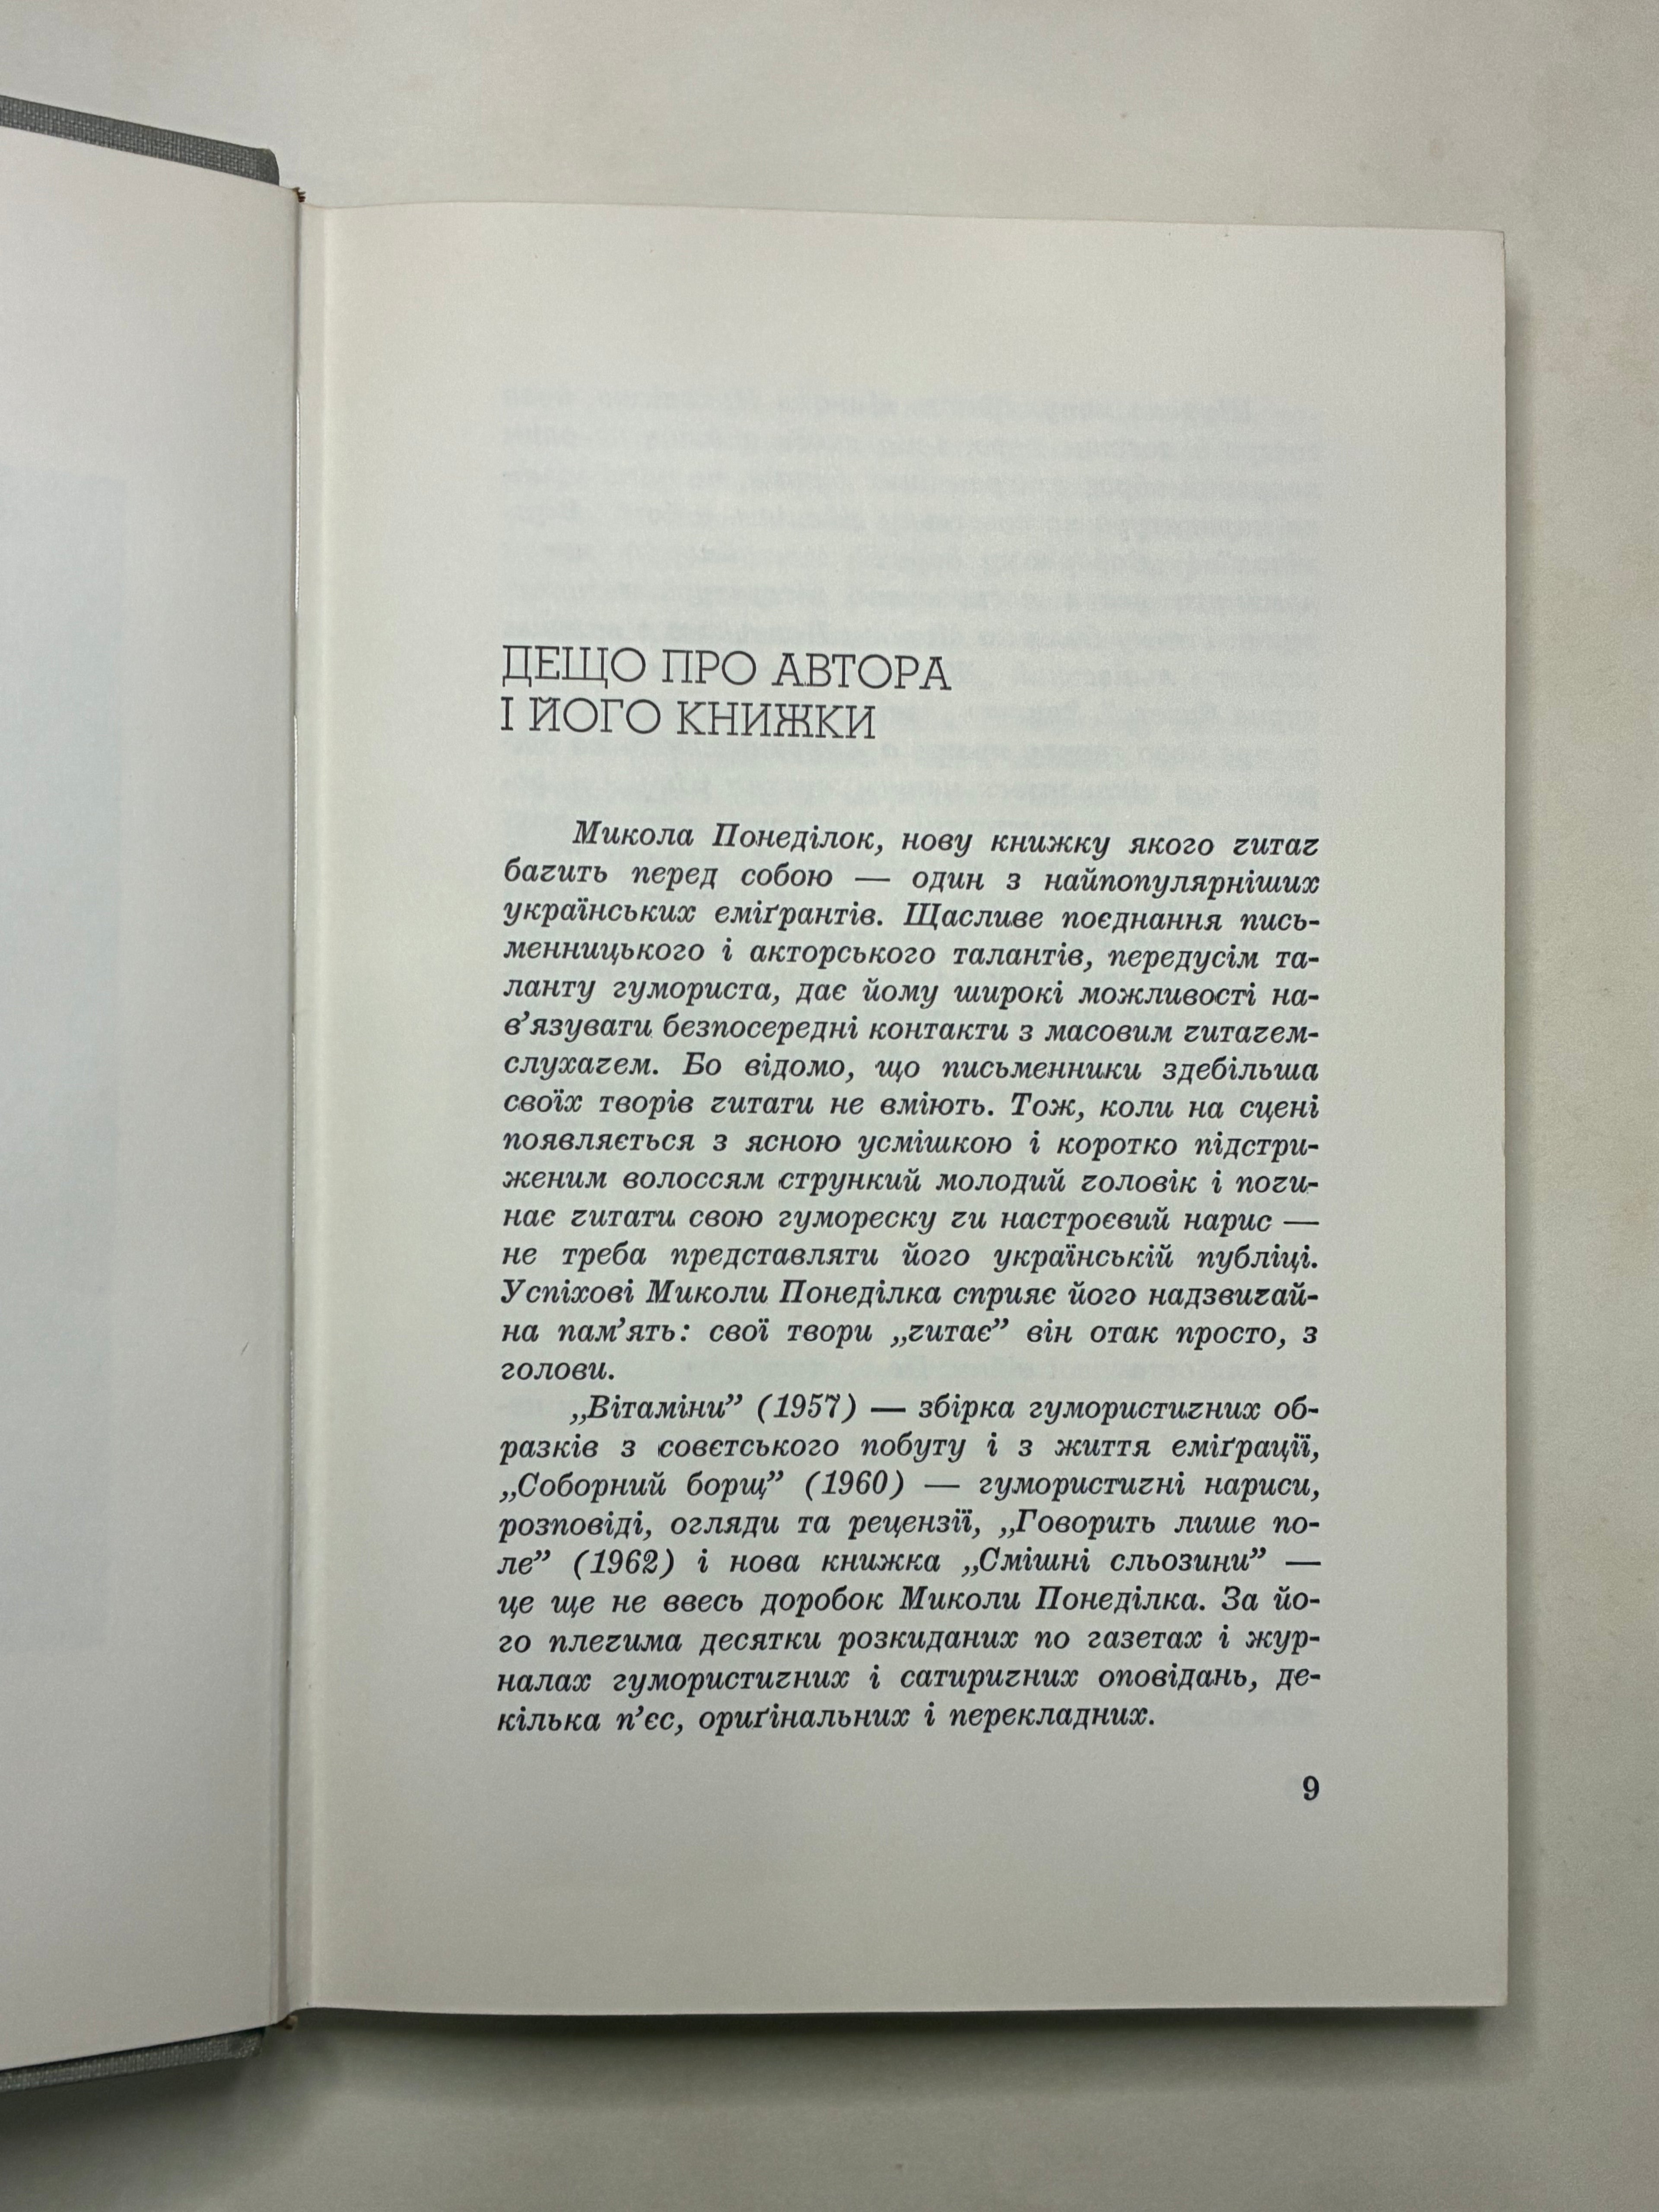 ДЕЩО ПРО АВТОРА
І ЙОГО КНИЖКИ
Микола Понеділок, нову книжку якого читач
бачить перед собою — один з найпопулярніших
українських еміґрантів. Щасливе поєднання пись-
менницького і акторського талантів, передусім та-
ланту гумориста, дає йому широкі можливості на-
в’язувати безпосередні контакти з масовим читачем-
слухачем. Бо відомо, що письменники здебільша
своїх творів читати не вміють. Тож, коли на сцені
появляється з ясною усмішкою і коротко підстри-
женим волоссям стрункий молодий чоловік і почи-
нає читати свою гумореску чи настроєвий нарис —
не треба представляти його українській публіці.
Успіхові Миколи Понеділка сприяє його надзвичай-
на пам’ять: свої твори „читає” він отак просто, з
голови.
„Вітаміни” (1957) — збірка гумористичних об-
разків з совєтського побуту і з життя еміґрації,
„Соборний борщ” (1960) — гумористичні нариси,
розповіді, огляди та рецензії, „Говорить лише по-
ле” (1962) і нова книжка „Смішні сльозини” —
це ще не ввесь доробок Миколи Понеділка. За йо-
го плечима десятки розкиданих по газетах і жур-
налах гумористичних і сатиричних оповідань, де-
кілька п’єс, ориґінальних і перекладних.
9